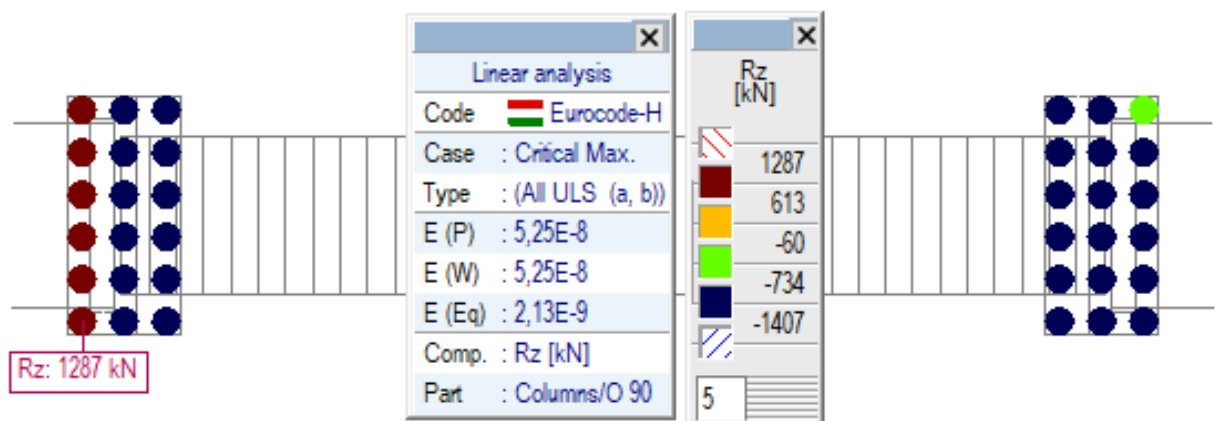 Linear analysis
Code Eurocode-H
Case : Critical Max.
Type : (All ULS (a, b))
E (P) : 5,25E-8
E (W) : 5,25E-8
E (Eq) : 2,13E-9
Comp. : Rz [kN]
Part : Columns/O 90
Rz
[kN]
1287
613
-60
-734
-1407
5
Rz: 1287 kN